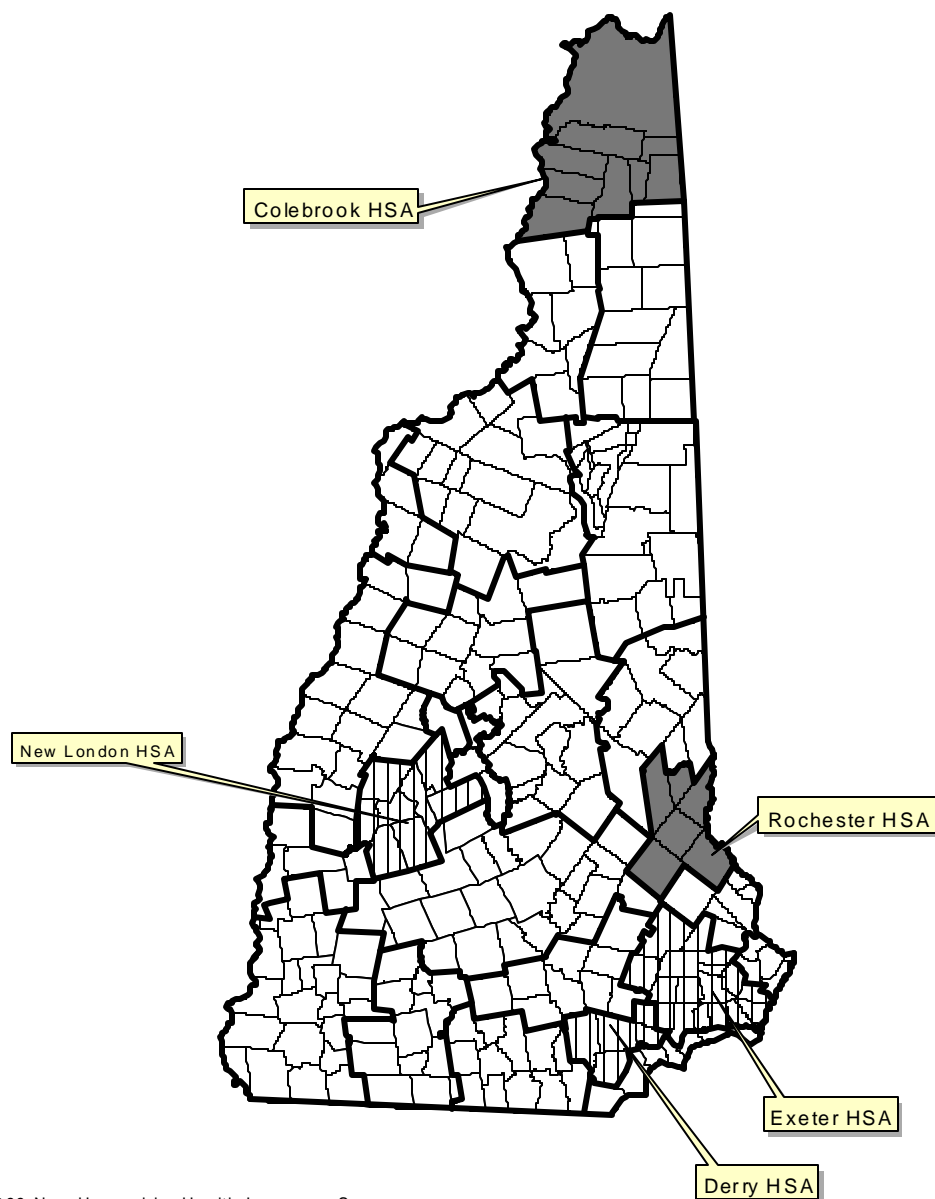 Colebrook HSA
New London HSA
Rochester HSA
Exeter HSA
Derry HSA